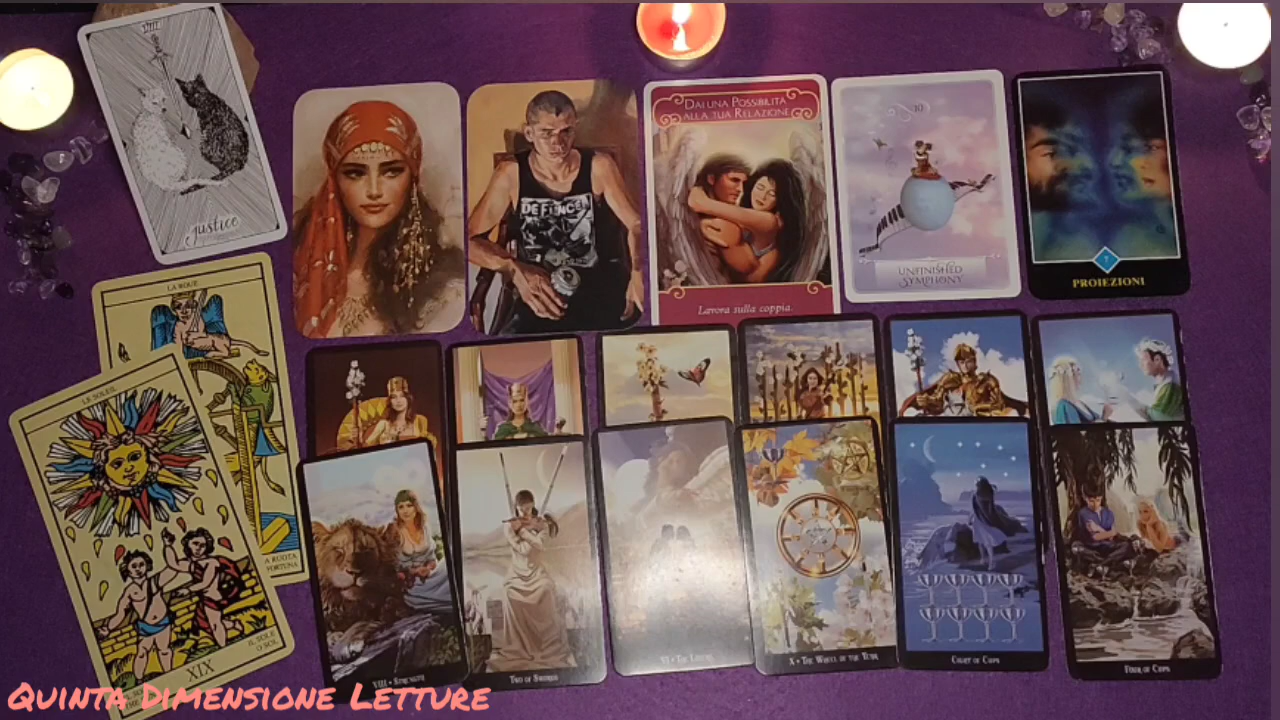 VIII
justice
LA ROUE
A RUOTA
FORTUNA
LE SOLEIL
IL SOLE
O SOL
XIX
DEFIANCE
DAI UNA POSSIBILITÀ
ALLA TUA RELAZIONE
Lavora sulla coppia.
10
UNFINISHED
SYMPHONY
7
PROIEZIONI
VIII • STRENGTH
TWO OF SWORDS
VI • THE LOVERS
X • THE WHEEL OF THE YEAR
EIGHT OF CUPS
FOUR OF CUPS
QUINTA DIMENSIONE LETTURE